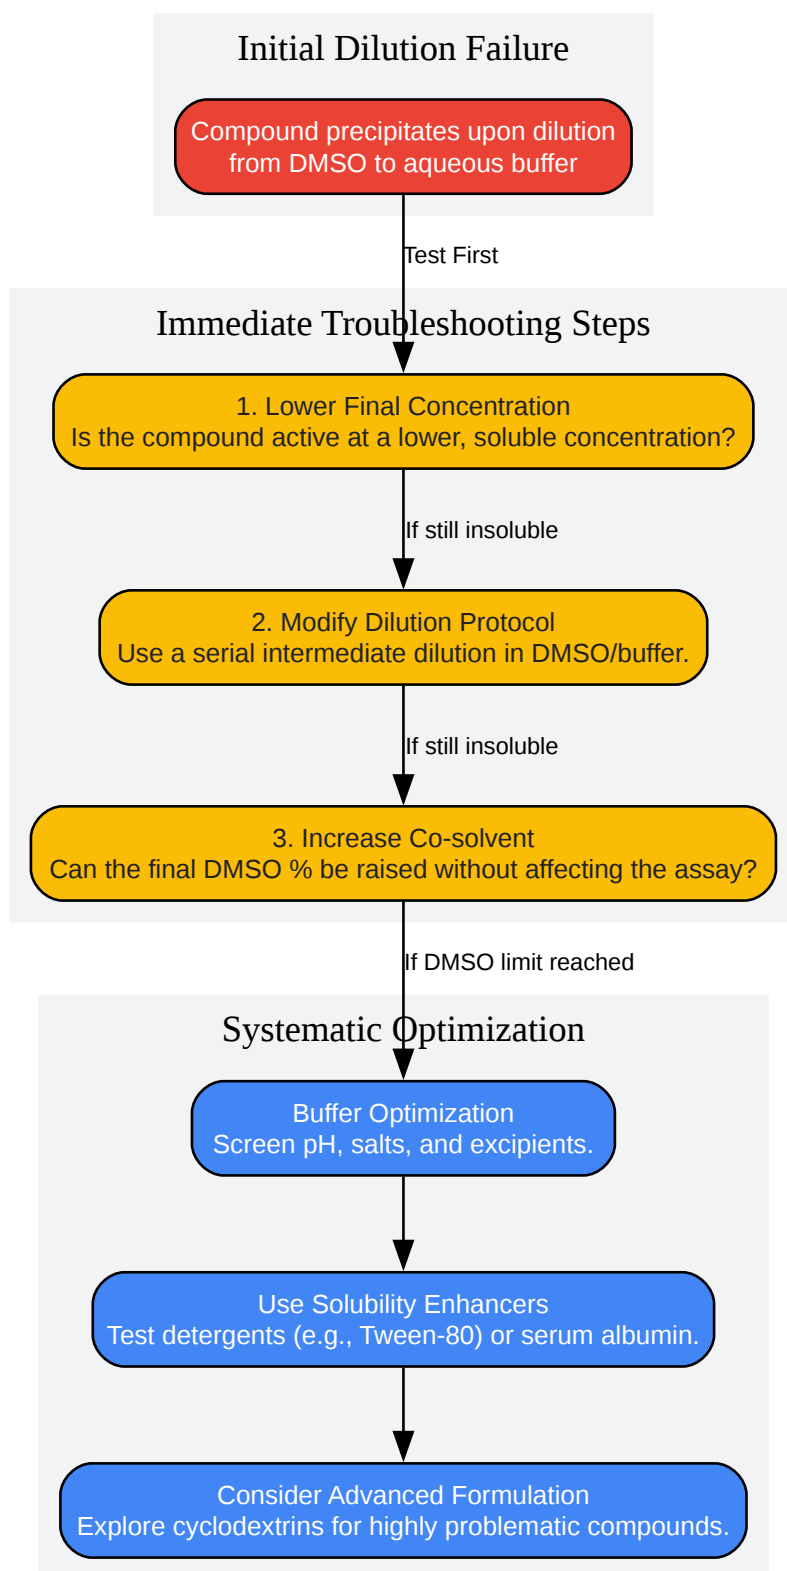 Initial Dilution Failure
Compound precipitates upon dilution
from DMSO to aqueous buffer
Test First
Immediate Troubleshooting Steps
1. Lower Final Concentration
Is the compound active at a lower, soluble concentration?
If still insoluble
2. Modify Dilution Protocol
Use a serial intermediate dilution in DMSO/buffer.
If still insoluble
3. Increase Co-solvent
Can the final DMSO % be raised without affecting the assay?
If DMSO limit reached
Systematic Optimization
Buffer Optimization
Screen pH, salts, and excipients.
Use Solubility Enhancers
Test detergents (e.g., Tween-80) or serum albumin.
Consider Advanced Formulation
Explore cyclodextrins for highly problematic compounds.